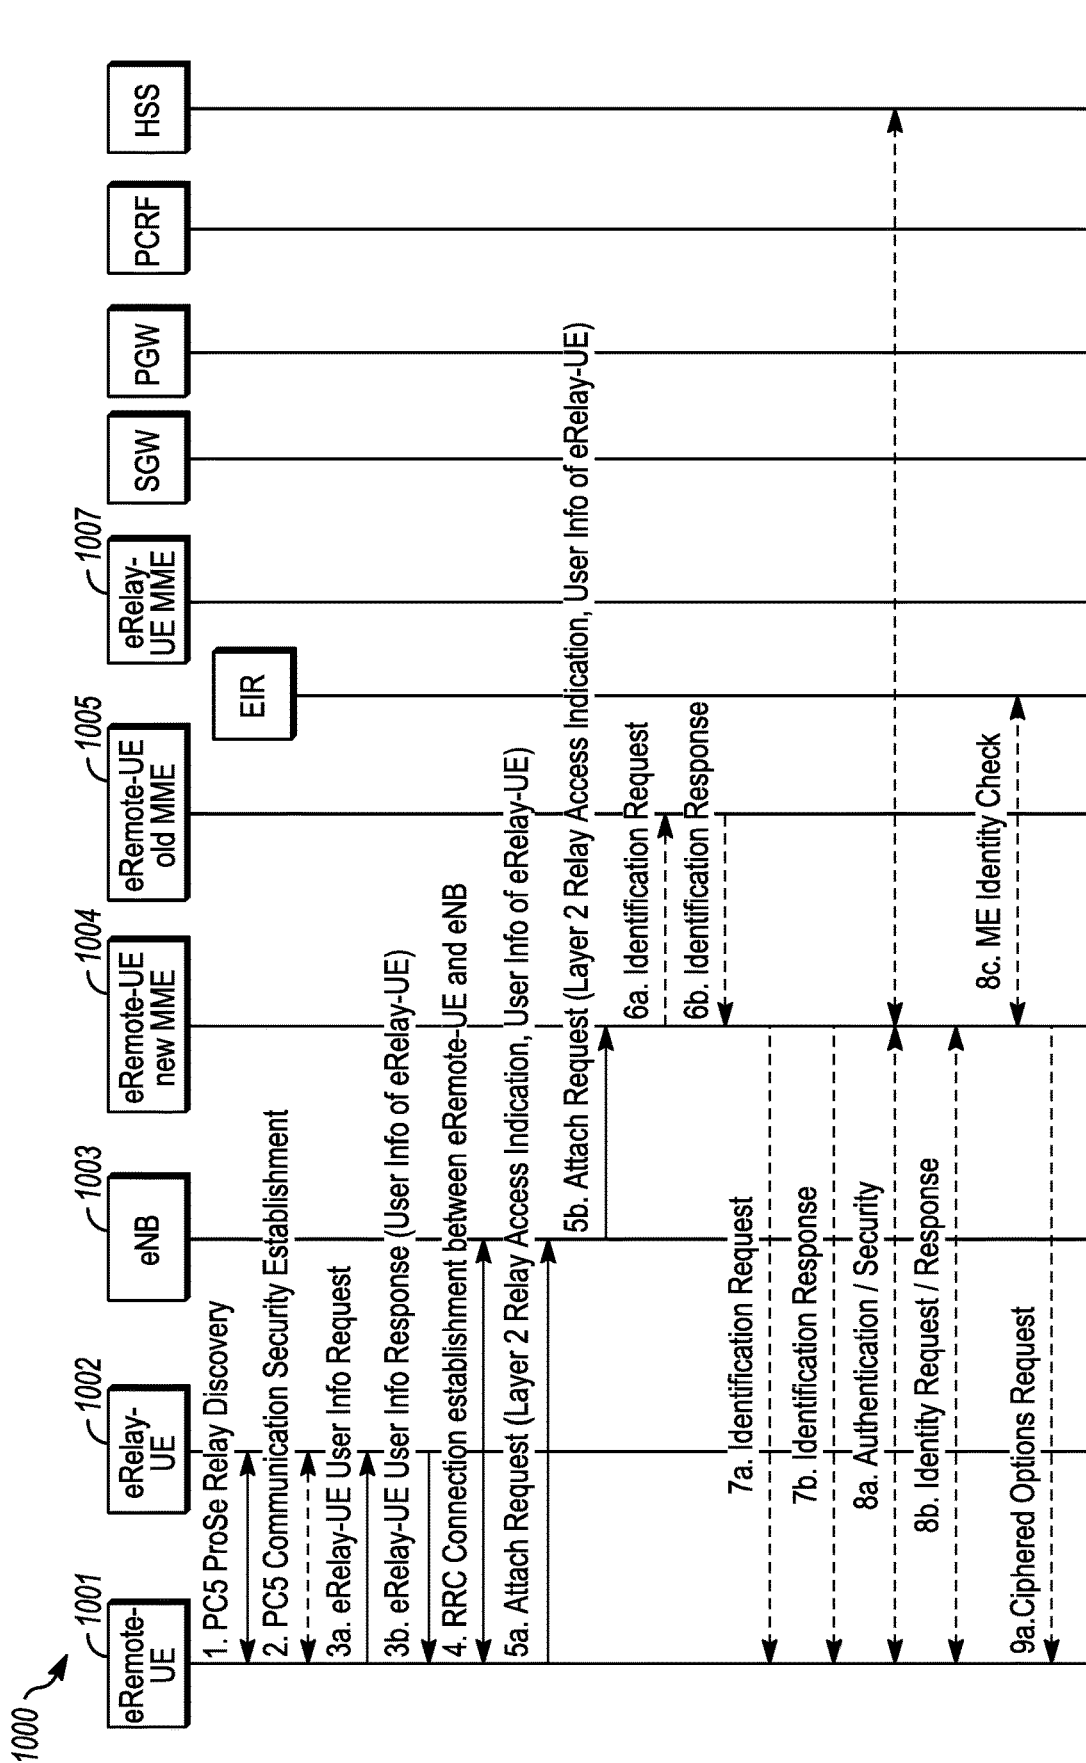 1000
1001
eRemote-
UE
1002
eRelay-
UE
1003
eNB
1004
eRemote-UE
new MME
1005
eRemote-UE
old MME
EIR
1007
eRelay-
UE MME
SGW
PGW
PCRF
HSS
1. PC5 ProSe Relay Discovery
2. PC5 Communication Security Establishment
3a. eRelay-UE User Info Request
3b. eRelay-UE User Info Response (User Info of eRelay-UE)
4. RRC Connection establishment between eRemote-UE and eNB
5a. Attach Request (Layer 2 Relay Access Indication, User Info of eRelay-UE)
5b. Attach Request (Layer 2 Relay Access Indication, User Info of eRelay-UE)
6a. Identification Request
6b. Identification Response
7a. Identification Request
7b. Identification Response
8a. Authentication / Security
8b. Identity Request / Response
8c. ME Identity Check
9a.Ciphered Options Request